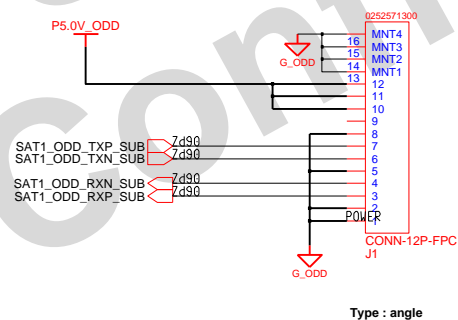 0252571300
P5.0V_ODD
MNT4
16
MNT3
15
MNT2
14
MNT1
13
G_ODD
12
11
10
9
8
SAT1_ODD_TXP_SUB Zd90 7
SAT1_ODD_TXN_SUB Zd90 6
5
SAT1_ODD_RXN_SUB Zd90 4
SAT1_ODD_RXP_SUB Zd90 3
2
POWER 1
CONN-12P-FPC
J1
G_ODD
Type : angle